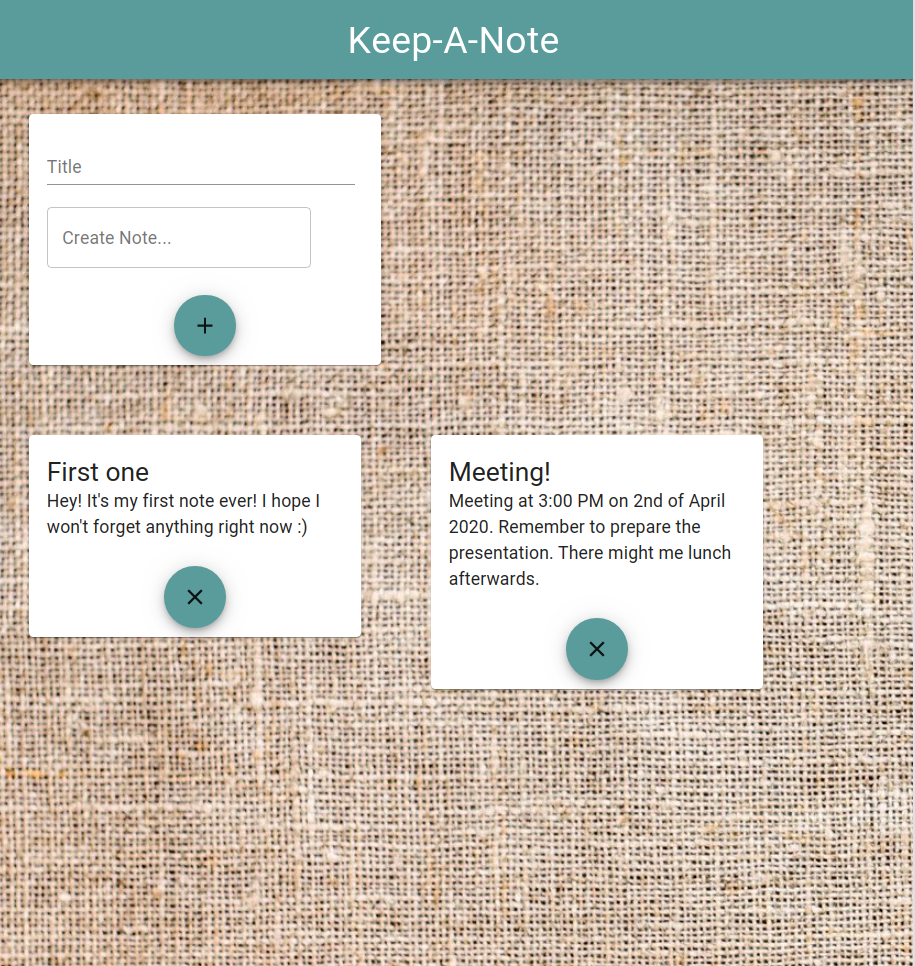 Keep-A-Note
Title
Create Note...
First one
Hey! It's my first note ever! I hope I
won't forget anything right now :)
Meeting!
Meeting at 3:00 PM on 2nd of April
2020. Remember to prepare the
presentation. There might me lunch
afterwards.